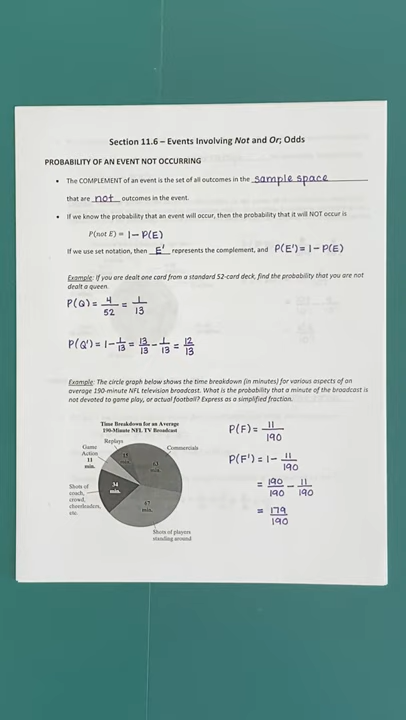 Section 11.6 – Events Involving Not and Or; Odds
PROBABILITY OF AN EVENT NOT OCCURRING
• The COMPLEMENT of an event is the set of all outcomes in the sample space
that are not outcomes in the event.
• If we know the probability that an event will occur, then the probability that it will NOT occur is
P(not E) = 1 – P(E)
If we use set notation, then E' represents the complement, and P(E') = 1 – P(E)
Example: If you are dealt one card from a standard 52-card deck, find the probability that you are not
dealt a queen.
P(Q) = 4/52 = 1/13
P(Q') = 1 - 1/13 = 13/13 - 1/13 = 12/13
Example: The circle graph below shows the time breakdown (in minutes) for various aspects of an
average 190-minute NFL television broadcast. What is the probability that a minute of the broadcast is
not devoted to game play, or actual football? Express as a simplified fraction.
Time Breakdown for an Average
190-Minute NFL TV Broadcast
Replays
Game
Action
11
min.
Commercials
63
min.
34
min.
67
min.
Shots of
coach,
crowd,
cheerleaders,
etc.
Shots of players
standing around
P(F) = 11/190
P(F') = 1 - 11/190
= 190/190 - 11/190
= 179/190